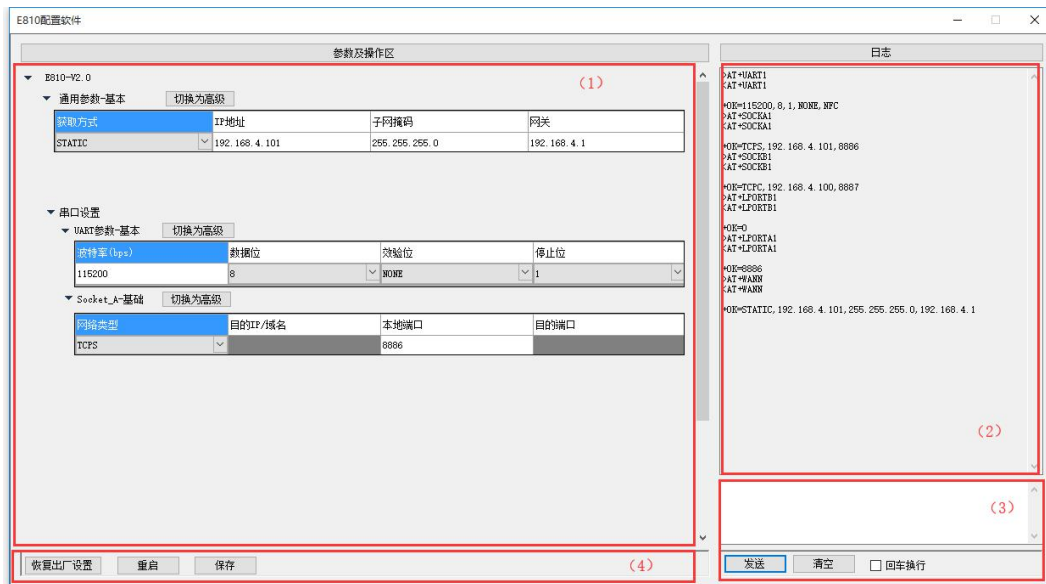 E810配置软件
参数及操作区
E810-V2.0
(1)
通用参数-基本 切换为高级
获取方式 IP地址 子网掩码 网关
STATIC 192.168.4.101 255.255.255.0 192.168.4.1
串口设置
UART参数-基本 切换为高级
波特率(bps) 数据位 效验位 停止位
115200 8 NONE 1
Socket_A-基础 切换为高级
网络类型 目的IP/域名 本地端口 目的端口
TCPS 8886
恢复出厂设置 重启 保存 (4)
日志
>AT+UART1
<AT+UART1
+OK=115200,8,1,NONE,NFC
>AT+SOCKA1
<AT+SOCKA1
+OK=TCPS,192.168.4.101,8886
>AT+SOCKB1
<AT+SOCKB1
+OK=TCPC,192.168.4.100,8887
>AT+LPORTB1
<AT+LPORTB1
+OK=0
>AT+LPORTA1
<AT+LPORTA1
+OK=8886
>AT+WANN
<AT+WANN
+OK=STATIC,192.168.4.101,255.255.255.0,192.168.4.1
(2)
(3)
发送 清空 回车换行